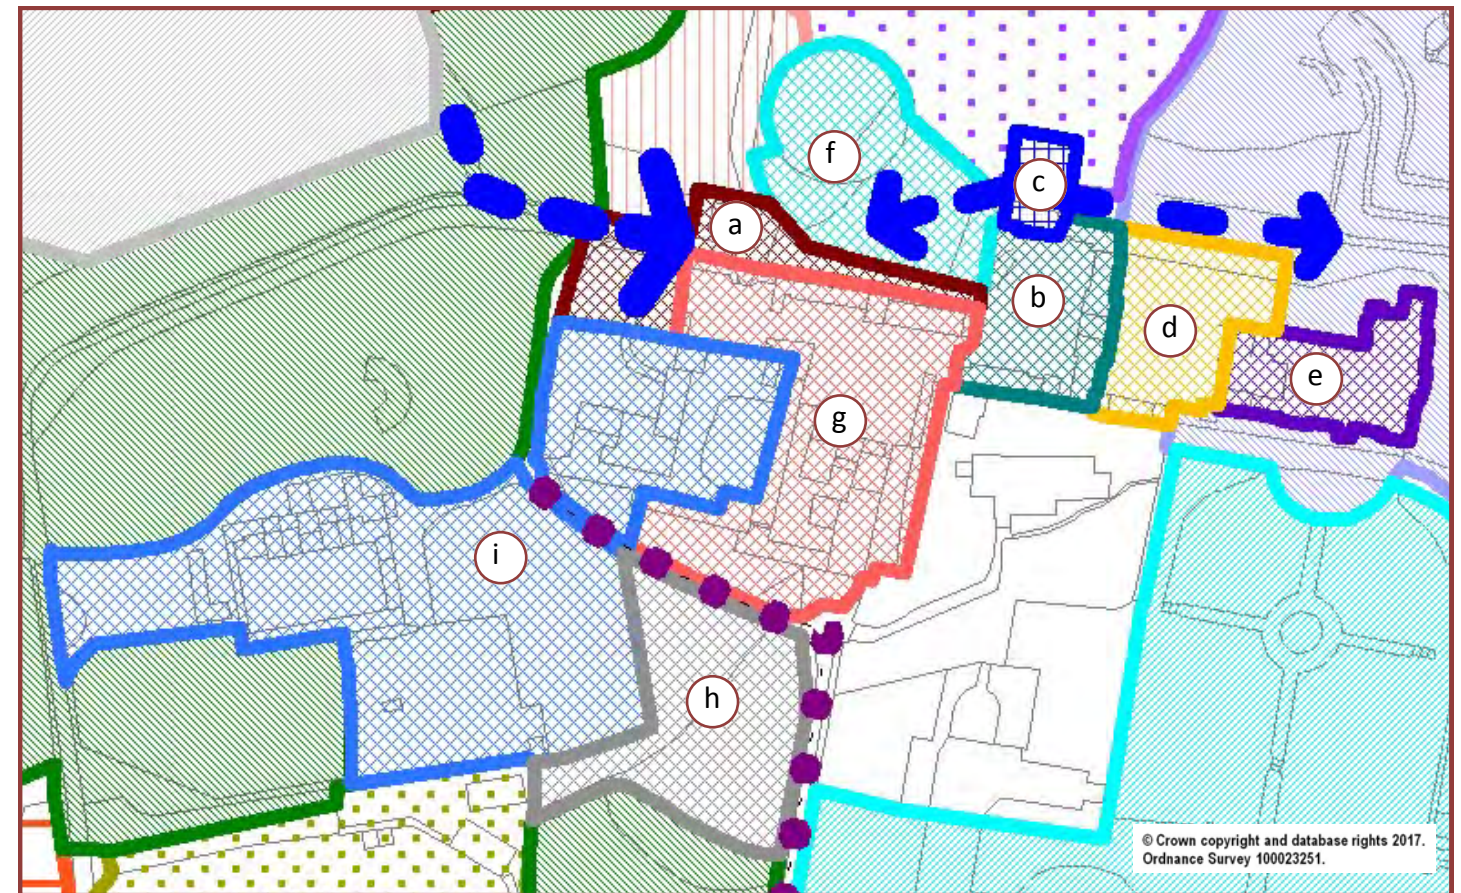 f
c
a
b
d
e
g
i
h
© Crown copyright and database rights 2017.
Ordnance Survey 100023251.